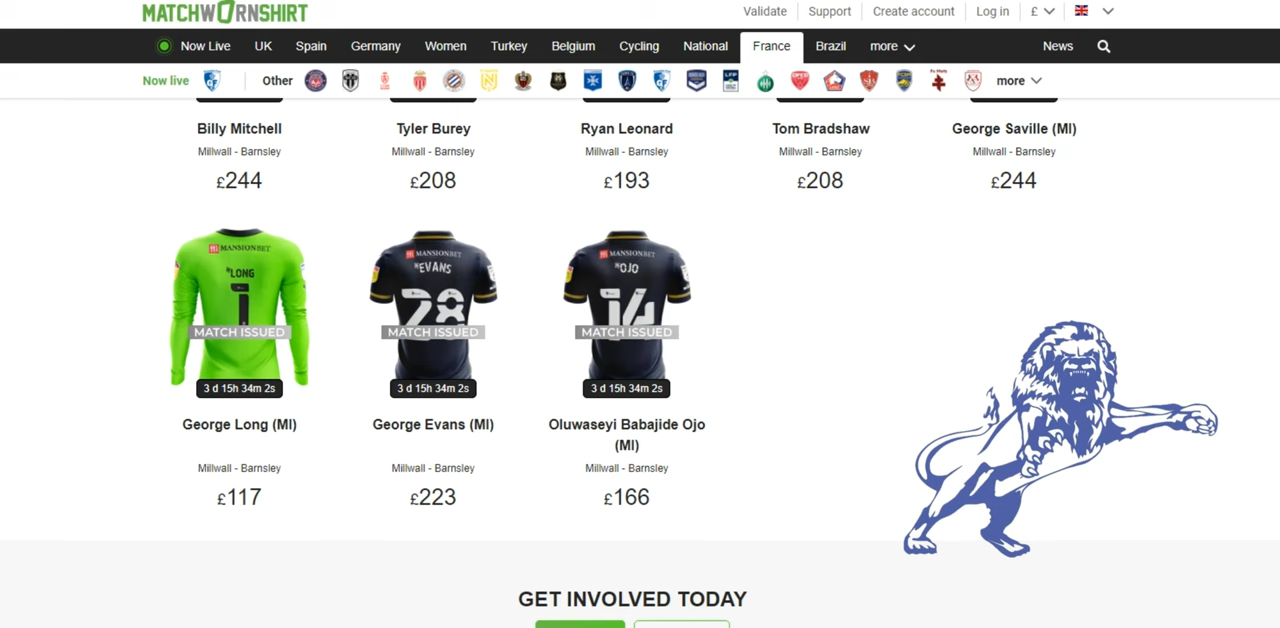 MATCHWORNSHIRT
Validate Support Create account Log in £
Now Live UK Spain Germany Women Turkey Belgium Cycling National France Brazil more News
Now live Other more
Billy Mitchell Tyler Burey Ryan Leonard Tom Bradshaw George Saville (MI)
Millwall - Barnsley Millwall - Barnsley Millwall - Barnsley Millwall - Barnsley Millwall - Barnsley
£244 £208 £193 £208 £244
MANSIONBET MANSIONBET MANSIONBET
LONG EVANS OJO
1 28 14
MATCH ISSUED MATCH ISSUED MATCH ISSUED
3 d 15h 34m 2s 3 d 15h 34m 2s 3 d 15h 34m 2s
George Long (MI) George Evans (MI) Oluwaseyi Babajide Ojo
(MI)
Millwall - Barnsley Millwall - Barnsley Millwall - Barnsley
£117 £223 £166
GET INVOLVED TODAY